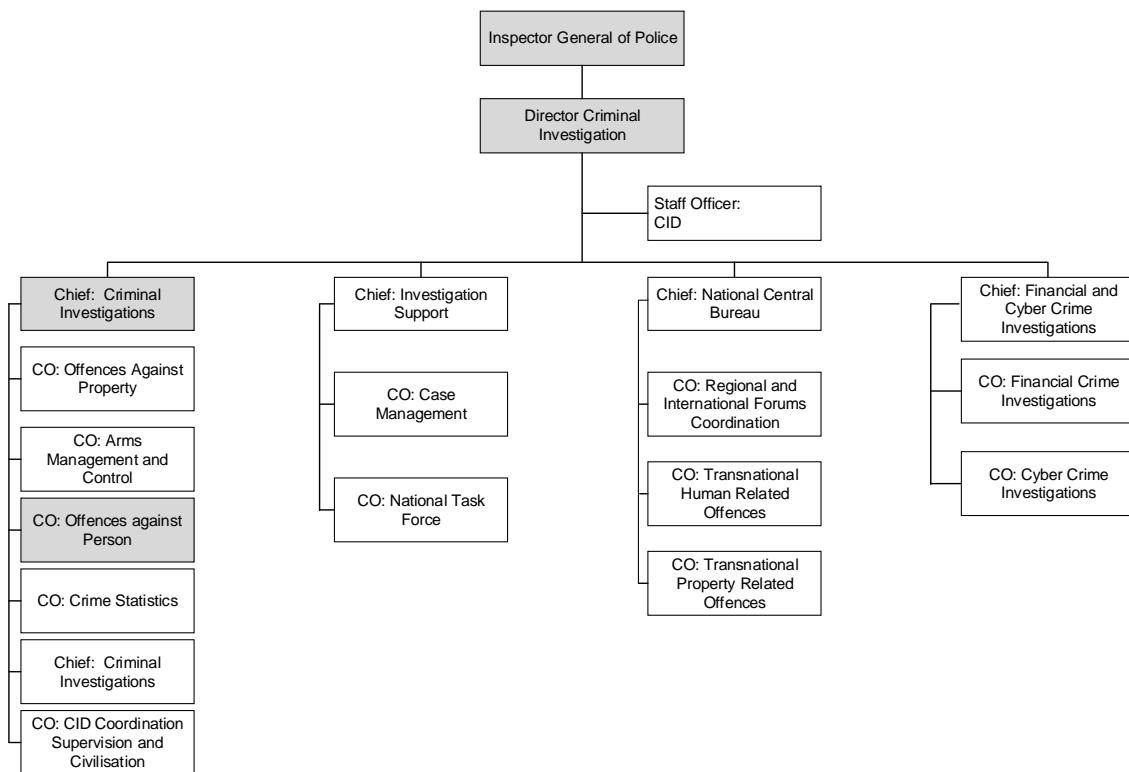 Inspector General of Police
Director Criminal
Investigation
Staff Officer:
CID
Chief: Criminal
Investigations
CO: Offences Against
Property
CO: Arms
Management and
Control
CO: Offences against
Person
CO: Crime Statistics
Chief: Criminal
Investigations
CO: CID Coordination
Supervision and
Civilisation
Chief: Investigation
Support
CO: Case
Management
CO: National Task
Force
Chief: National Central
Bureau
CO: Regional and
International Forums
Coordination
CO: Transnational
Human Related
Offences
CO: Transnational
Property Related
Offences
Chief: Financial and
Cyber Crime
Investigations
CO: Financial Crime
Investigations
CO: Cyber Crime
Investigations